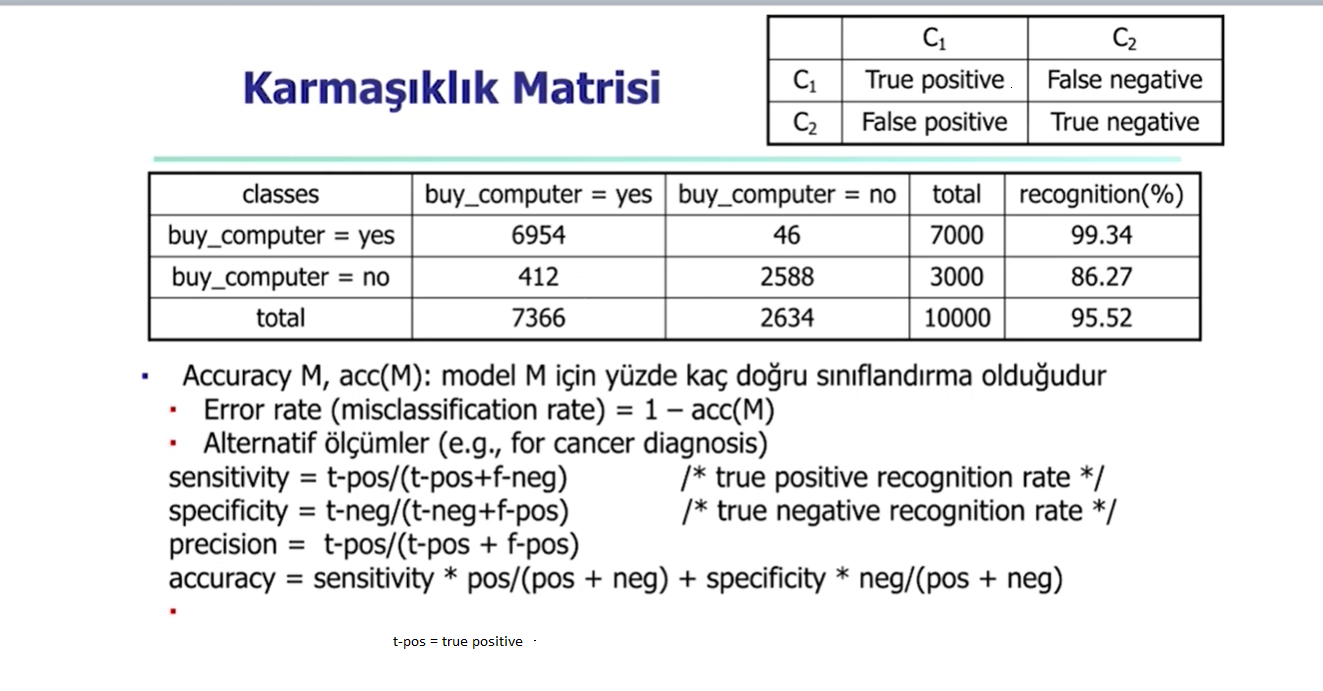 Karmaşıklık Matrisi
C₁ C₂
C₁ True positive False negative
C₂ False positive True negative
classes buy_computer = yes buy_computer = no total recognition(%)
buy_computer = yes 6954 46 7000 99.34
buy_computer = no 412 2588 3000 86.27
total 7366 2634 10000 95.52
▪ Accuracy M, acc(M): model M için yüzde kaç doğru sınıflandırma olduğudur
▪ Error rate (misclassification rate) = 1 – acc(M)
▪ Alternatif ölçümler (e.g., for cancer diagnosis)
sensitivity = t-pos/(t-pos+f-neg) /* true positive recognition rate */
specificity = t-neg/(t-neg+f-pos) /* true negative recognition rate */
precision = t-pos/(t-pos + f-pos)
accuracy = sensitivity * pos/(pos + neg) + specificity * neg/(pos + neg)
t-pos = true positive